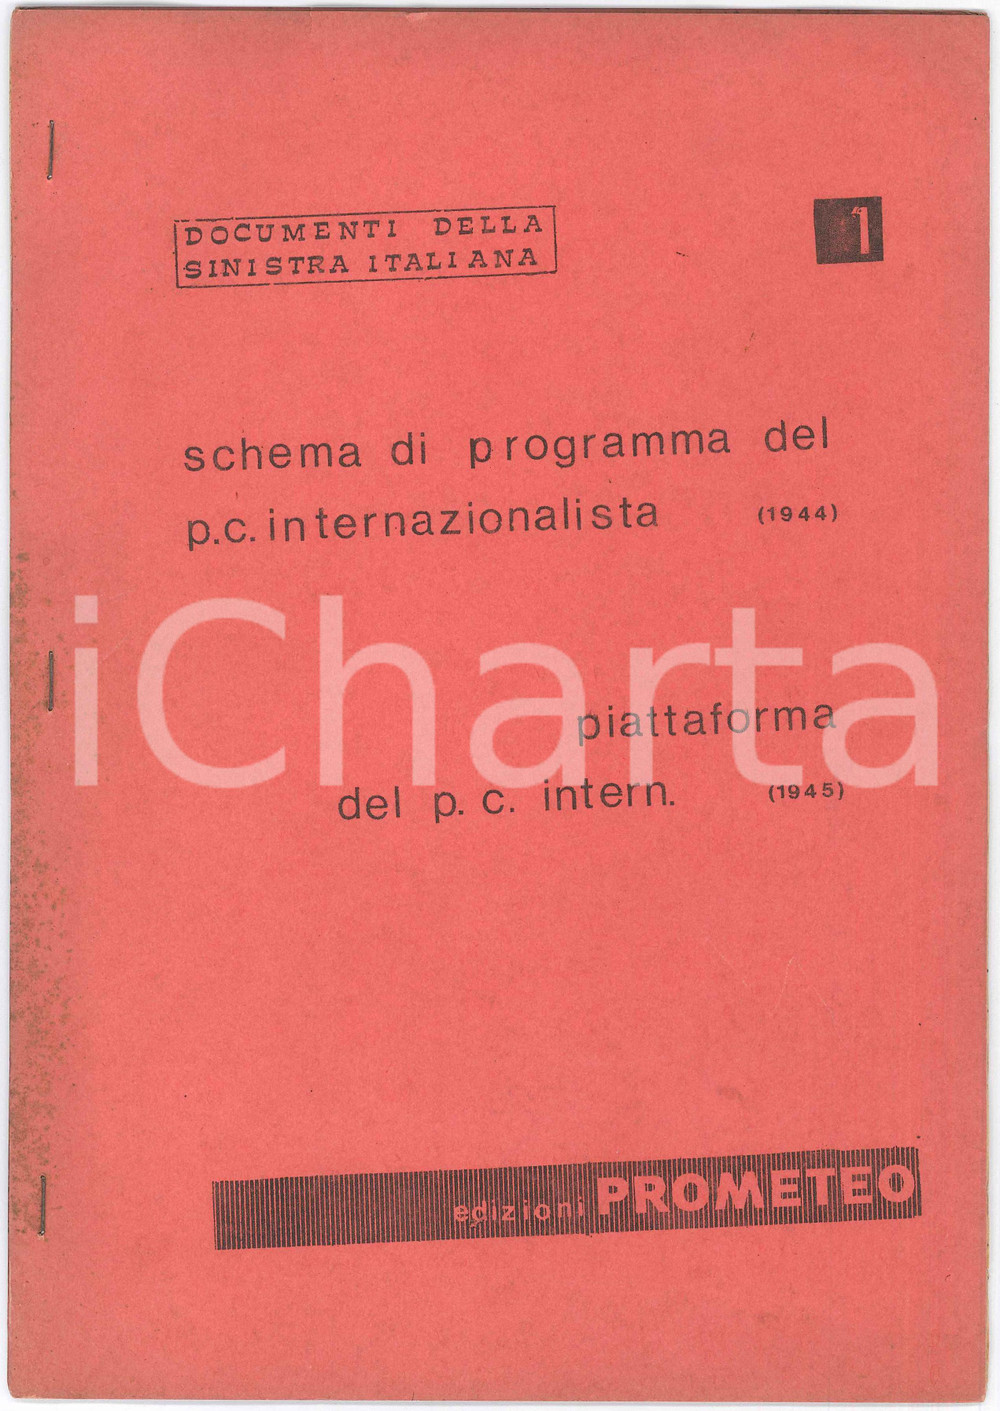 DOCUMENTI DELLA
SINISTRA ITALIANA
1
schema di programma del
p.c. internazionalista (1944)
iCharta
piattaforma
del p. c. intern. (1945)
edizioni PROMETEO